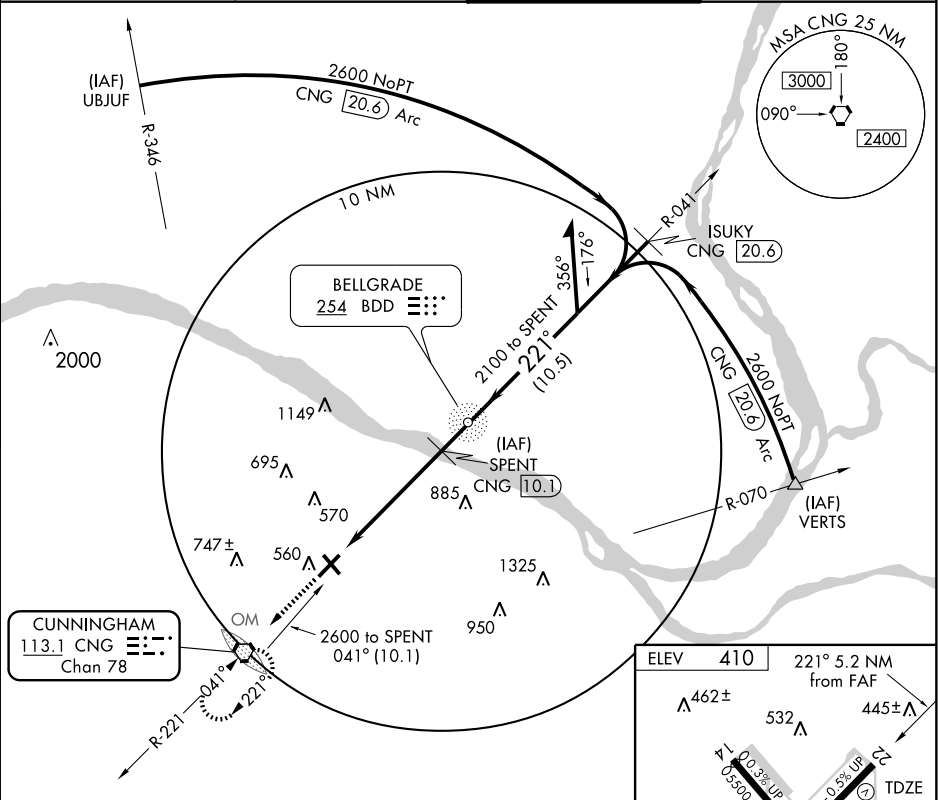 MSA CNG 25 NM
180°
3000
090°
2400
(IAF)
UBJUF
2600 NoPT
CNG 20.6 Arc
R-346
10 NM
R-041
ISUKY
CNG 20.6
356°
176°
BELLGRADE
254 BDD
2100 to SPENT
221°
(10.5)
2600 NoPT
CNG 20.6 Arc
2000
1149
(IAF)
SPENT
CNG 10.1
695
885
R-070
(IAF)
VERTS
570
747±
560
1325
950
OM
CUNNINGHAM
113.1 CNG
Chan 78
2600 to SPENT
041° (10.1)
041°
221°
R-221
ELEV 410
221° 5.2 NM
from FAF
462±
532
445±
14
22
0.3% UP
0.5% UP
TDZE
A